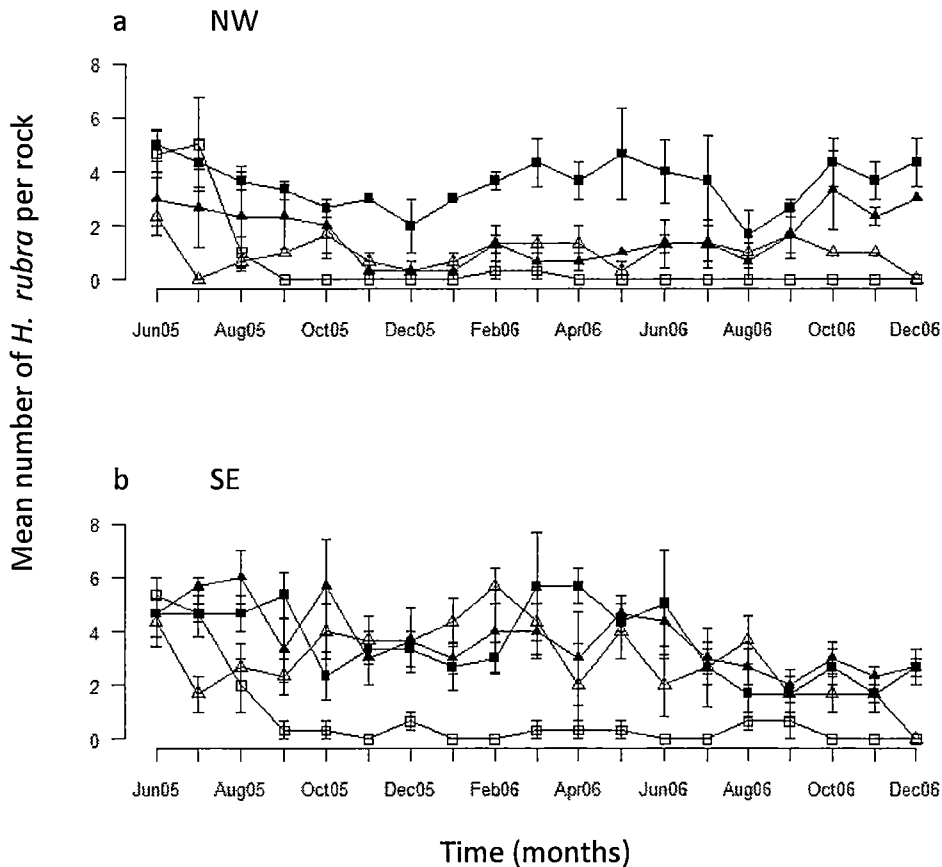 a NW
Mean number of H. rubra per rock
8
6
4
2
0
Jun05 Aug05 Oct05 Dec05 Feb06 Apr06 Jun06 Aug06 Oct06 Dec06
b SE
8
6
4
2
0
Jun05 Aug05 Oct05 Dec05 Feb06 Apr06 Jun06 Aug06 Oct06 Dec06
Time (months)